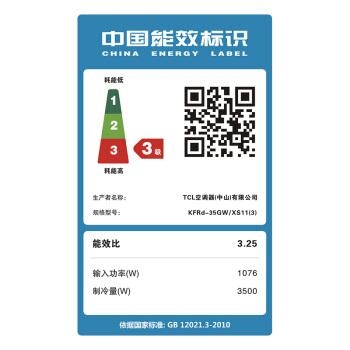 中国能效标识
CHINA ENERGY LABEL
耗能低
1
2
3
3级
耗能高
生产者名称: TCL空调器(中山)有限公司
规格型号: KFRd-35GW/XS11(3)
能效比 3.25
输入功率(W) 1076
制冷量(W) 3500
依据国家标准: GB 12021.3-2010